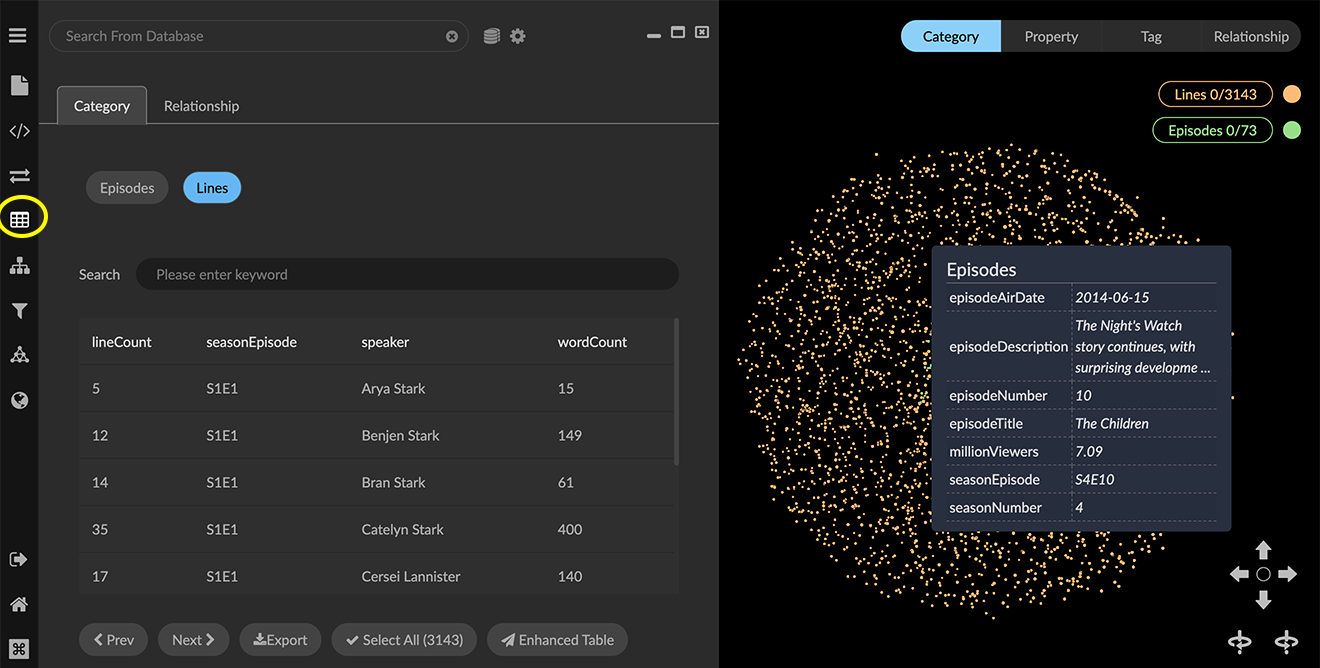 Search From Database
Category Relationship
Episodes Lines
Search Please enter keyword
lineCount seasonEpisode speaker wordCount
5 S1E1 Arya Stark 15
12 S1E1 Benjen Stark 149
14 S1E1 Bran Stark 61
35 S1E1 Catelyn Stark 400
17 S1E1 Cersei Lannister 140
Prev Next Export Select All (3143) Enhanced Table
Category Property Tag Relationship
Lines 0/3143
Episodes 0/73
Episodes
episodeAirDate 2014-06-15
episodeDescription The Night's Watch
story continues, with
surprising developme ...
episodeNumber 10
episodeTitle The Children
millionViewers 7.09
seasonEpisode S4E10
seasonNumber 4